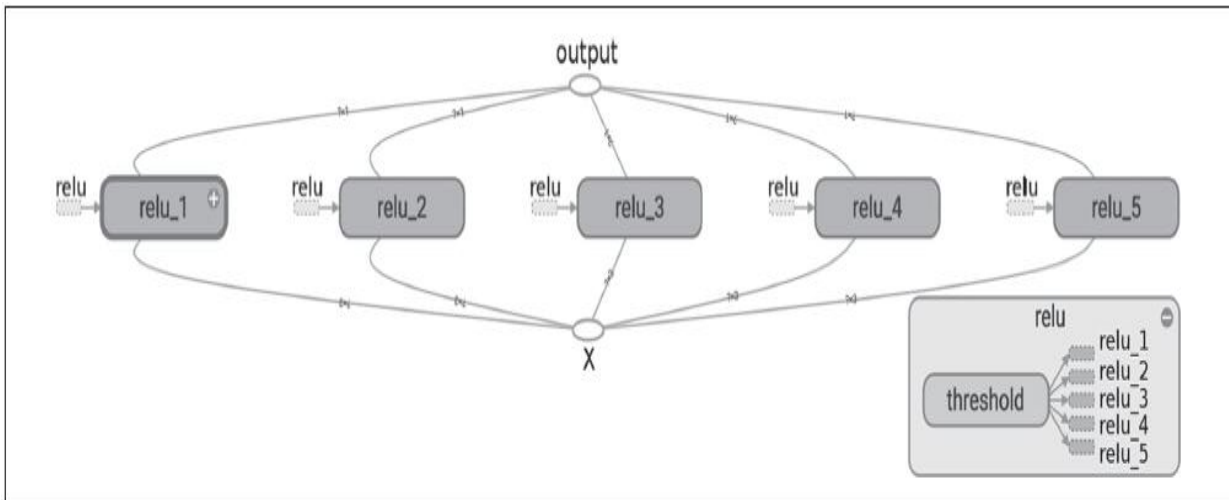 output
relu
relu_1
relu
relu_2
relu
relu_3
relu
relu_4
relu
relu_5
X
relu
threshold
relu_1
relu_2
relu_3
relu_4
relu_5